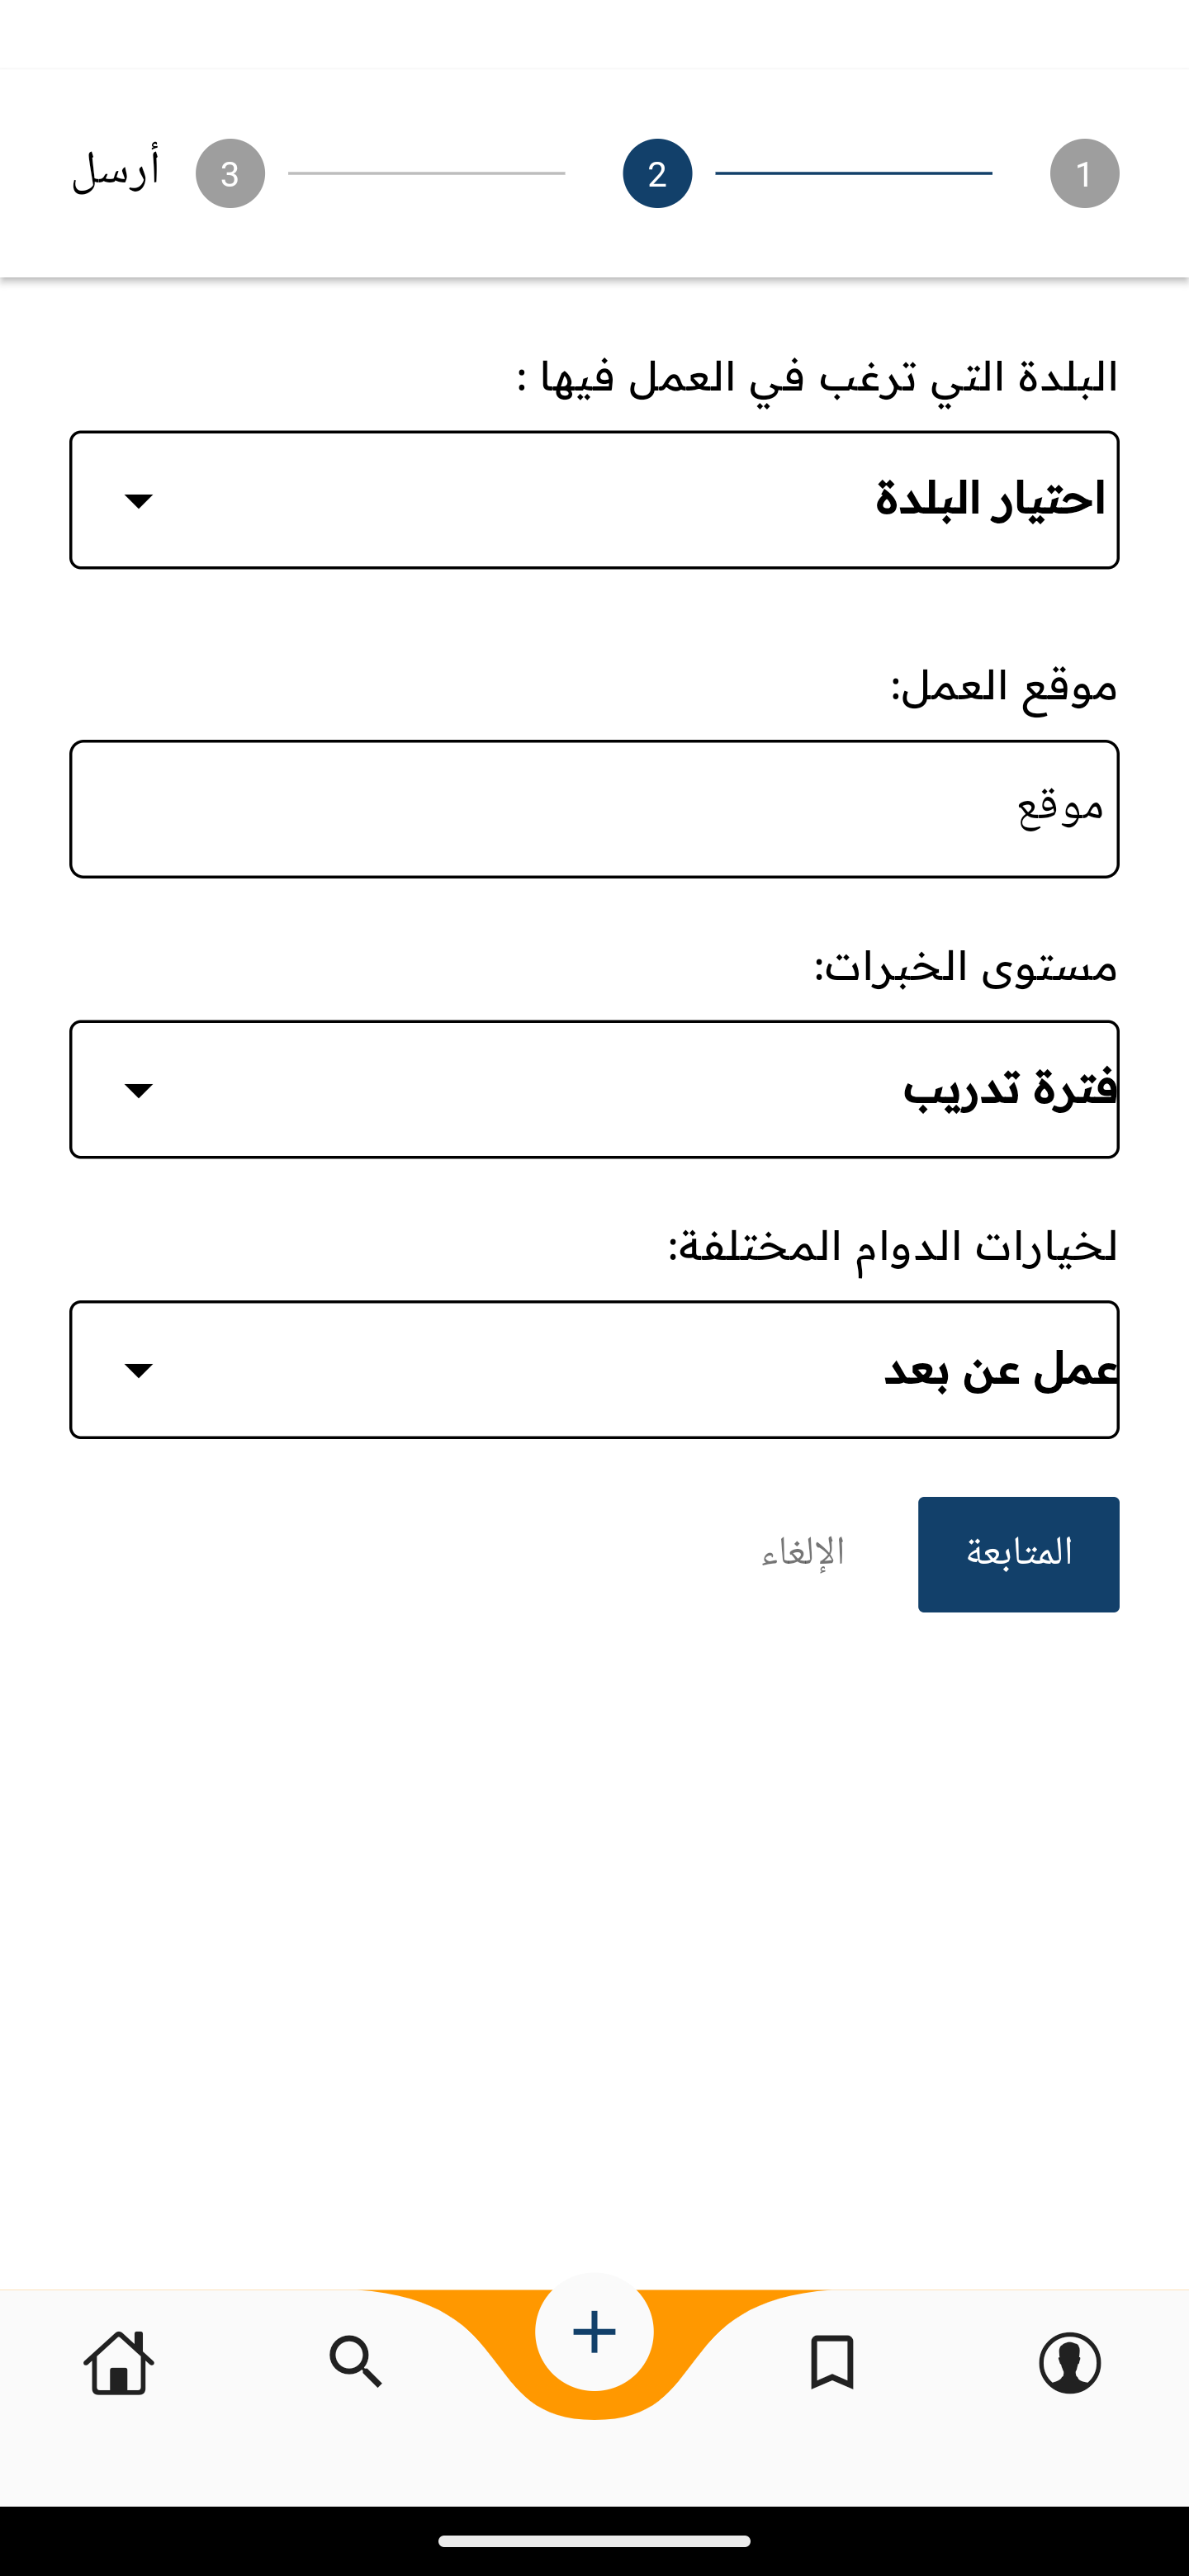 1 2 3 أرسل
البلدة التي ترغب في العمل فيها :
احتيار البلدة
موقع العمل:
موقع
مستوى الخبرات:
فترة تدريب
لخيارات الدوام المختلفة:
عمل عن بعد
المتابعة الإلغاء